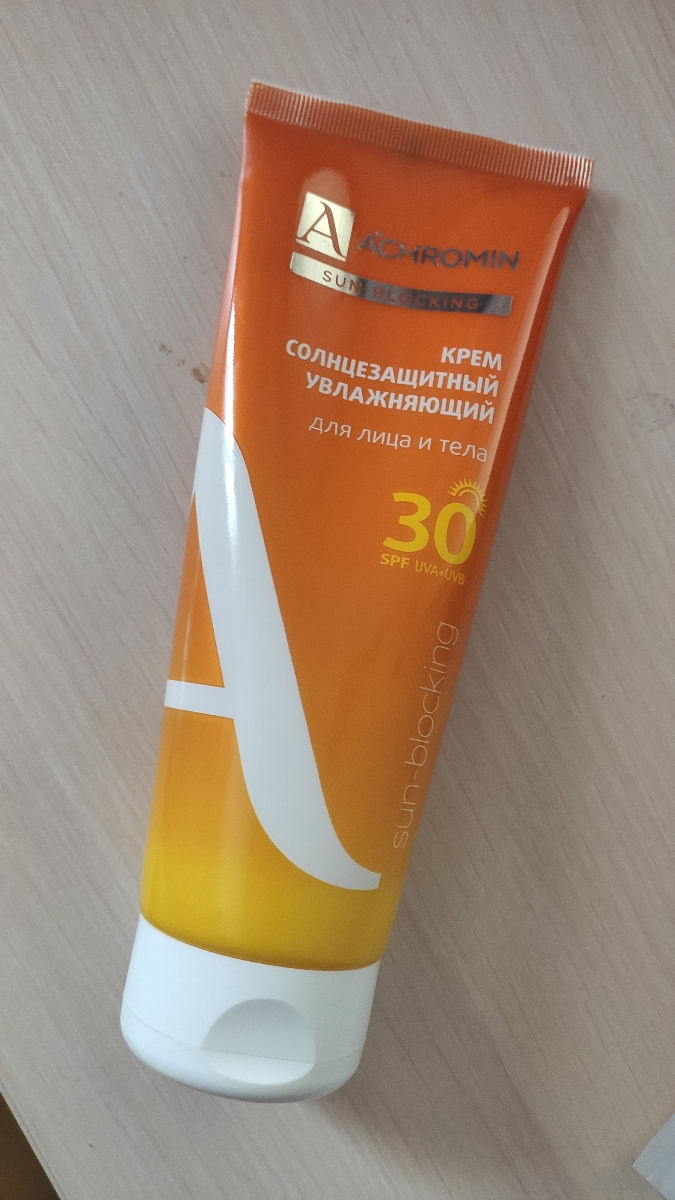 A ACHROMIN
SUN-BLOCKING
КРЕМ
СОЛНЦЕЗАЩИТНЫЙ
УВЛАЖНЯЮЩИЙ
для лица и тела
30
SPF UVA+UVB
sun-blocking
A